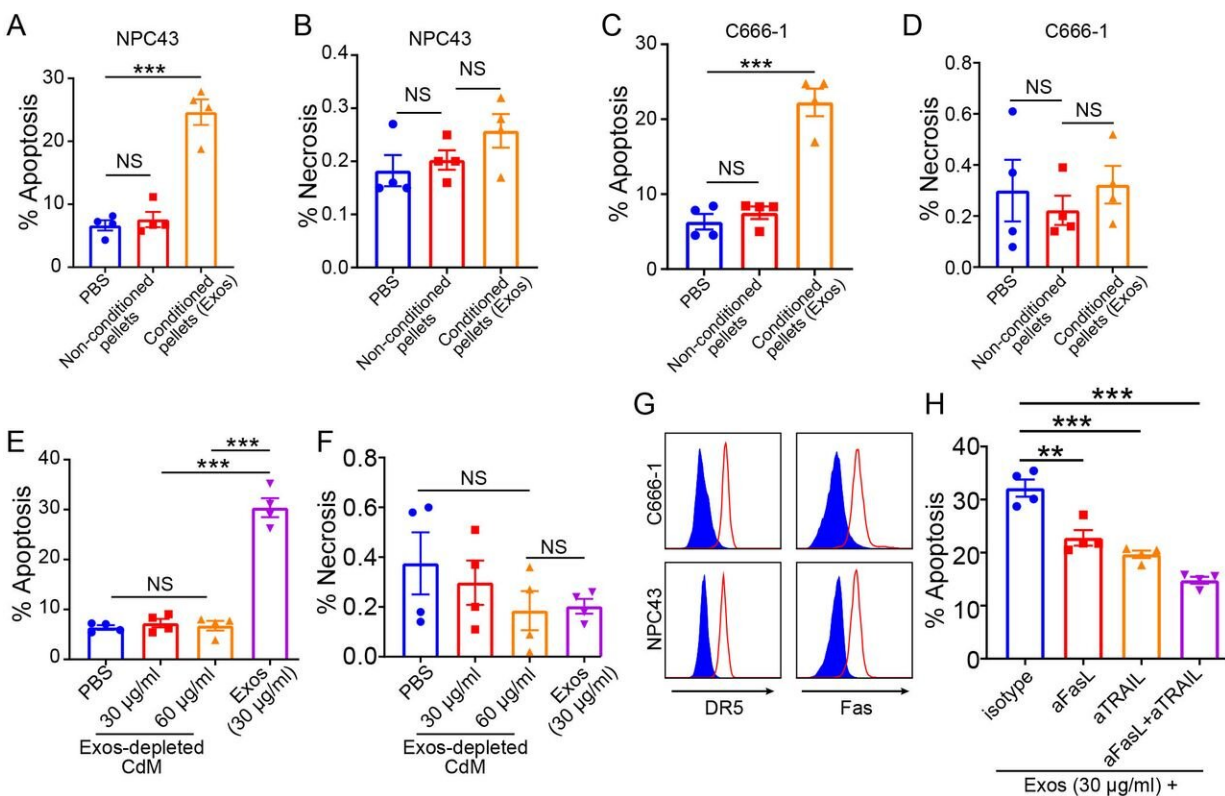 A
NPC43
% Apoptosis
30
20
10
0
***
NS
PBS
Non-conditioned
pellets
Conditioned
pellets (Exos)
B
NPC43
% Necrosis
0.4
0.3
0.2
0.1
0.0
NS
NS
PBS
Non-conditioned
pellets
Conditioned
pellets (Exos)
C
C666-1
% Apoptosis
30
20
10
0
***
NS
PBS
Non-conditioned
pellets
Conditioned
pellets (Exos)
D
C666-1
% Necrosis
0.8
0.6
0.4
0.2
0.0
NS
NS
PBS
Non-conditioned
pellets
Conditioned
pellets (Exos)
E
% Apoptosis
40
30
20
10
0
***
***
NS
PBS
30 µg/ml
60 µg/ml
Exos
(30 µg/ml)
Exos-depleted
CdM
F
% Necrosis
0.8
0.6
0.4
0.2
0.0
NS
NS
PBS
30 µg/ml
60 µg/ml
Exos
(30 µg/ml)
Exos-depleted
CdM
G
C666-1
NPC43
DR5
Fas
H
% Apoptosis
40
30
20
10
0
***
***
**
isotype
aFasL
aTRAIL
aFasL+aTRAIL
Exos (30 µg/ml) +